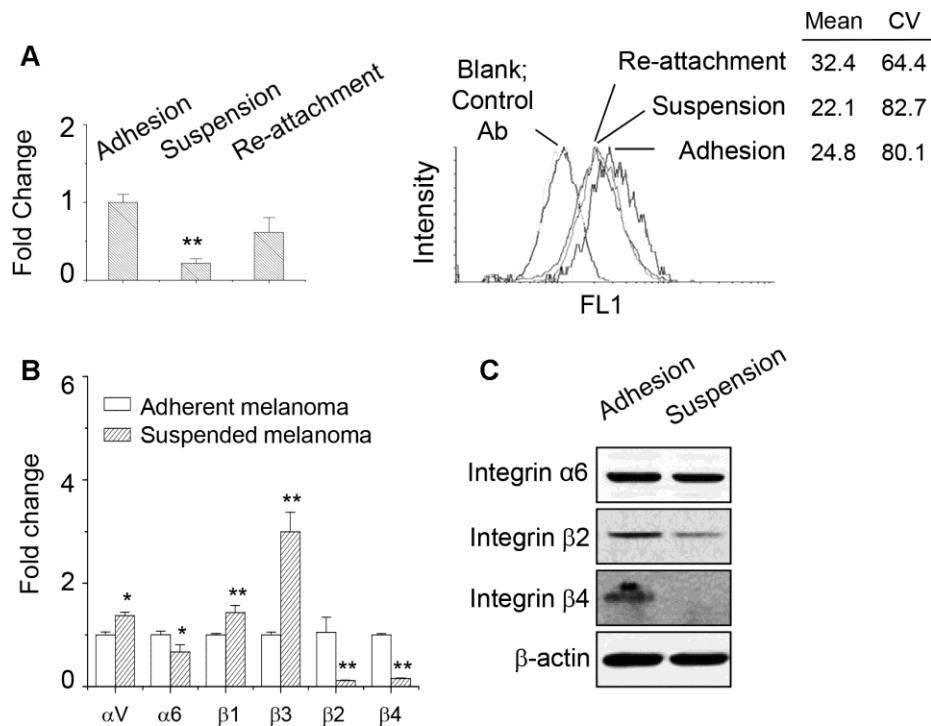 A
Adhesion
Suspension
Re-attachment
Fold Change
2
1
0
**
Mean CV
Re-attachment 32.4 64.4
Suspension 22.1 82.7
Adhesion 24.8 80.1
Blank;
Control
Ab
Intensity
FL1
B
Fold change
6
4
2
0
Adherent melanoma
Suspended melanoma
* * ** ** ** **
αV α6 β1 β3 β2 β4
C
Adhesion
Suspension
Integrin α6
Integrin β2
Integrin β4
β-actin